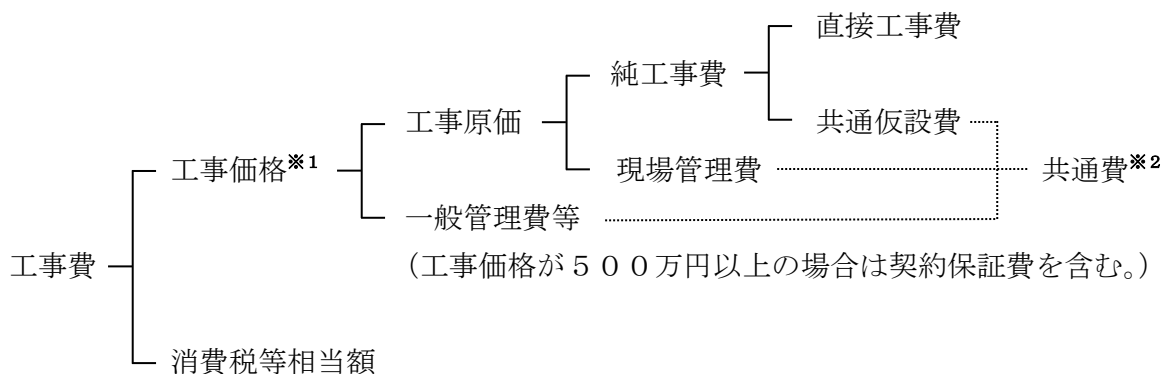 直接工事費
純工事費
工事原価
共通仮設費
工事価格※1
現場管理費
共通費※2
一般管理費等
工事費
（工事価格が５００万円以上の場合は契約保証費を含む。）
消費税等相当額